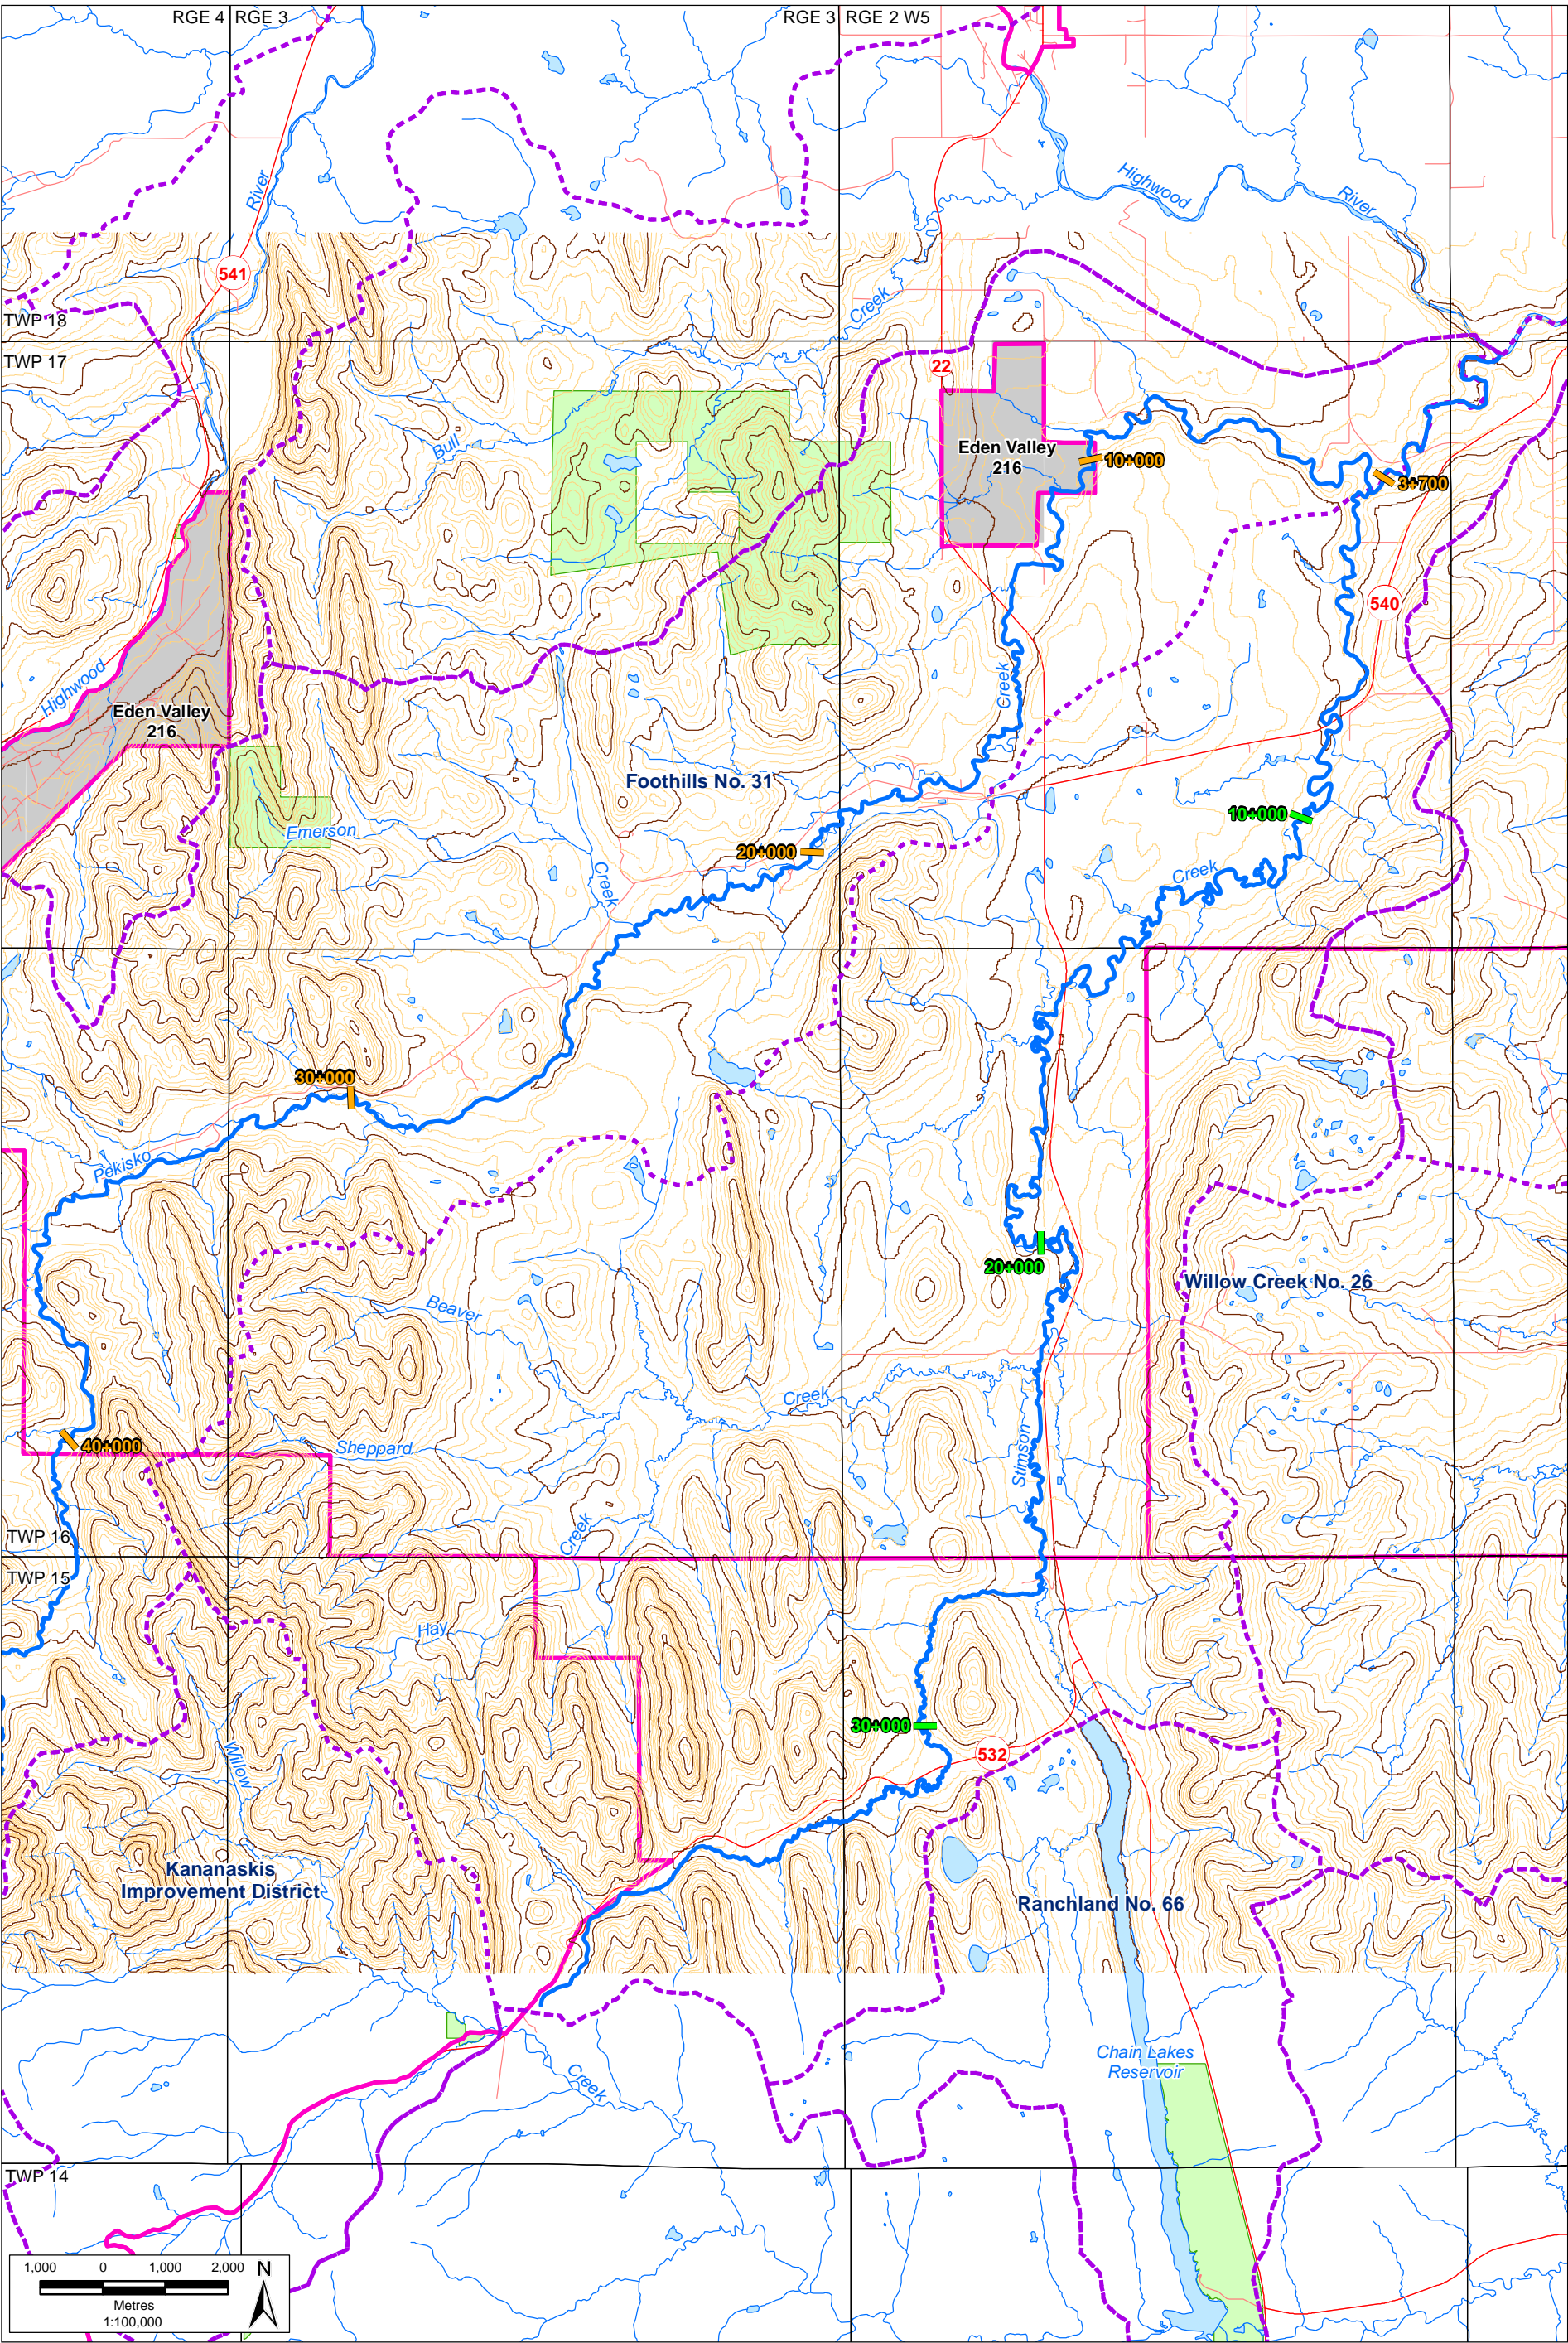 RGE 4
RGE 3
RGE 3
RGE 2 W5
Highwood
River
River
541
Creek
TWP 18
TWP 17
22
Bull
Eden Valley
216
10+000
3+700
540
Highwood
Creek
Eden Valley
216
Foothills No. 31
10+000
Emerson
20+000
Creek
Creek
30+000
Pekisko
20+000
Willow Creek No. 26
Beaver
Creek
40+000
Sheppard
Stimson
Creek
TWP 16
TWP 15
Hay
30+000
532
Willow
Kananaskis
Improvement District
Ranchland No. 66
Chain Lakes
Reservoir
Creek
TWP 14
1,000
0
1,000
2,000
N
Metres
1:100,000